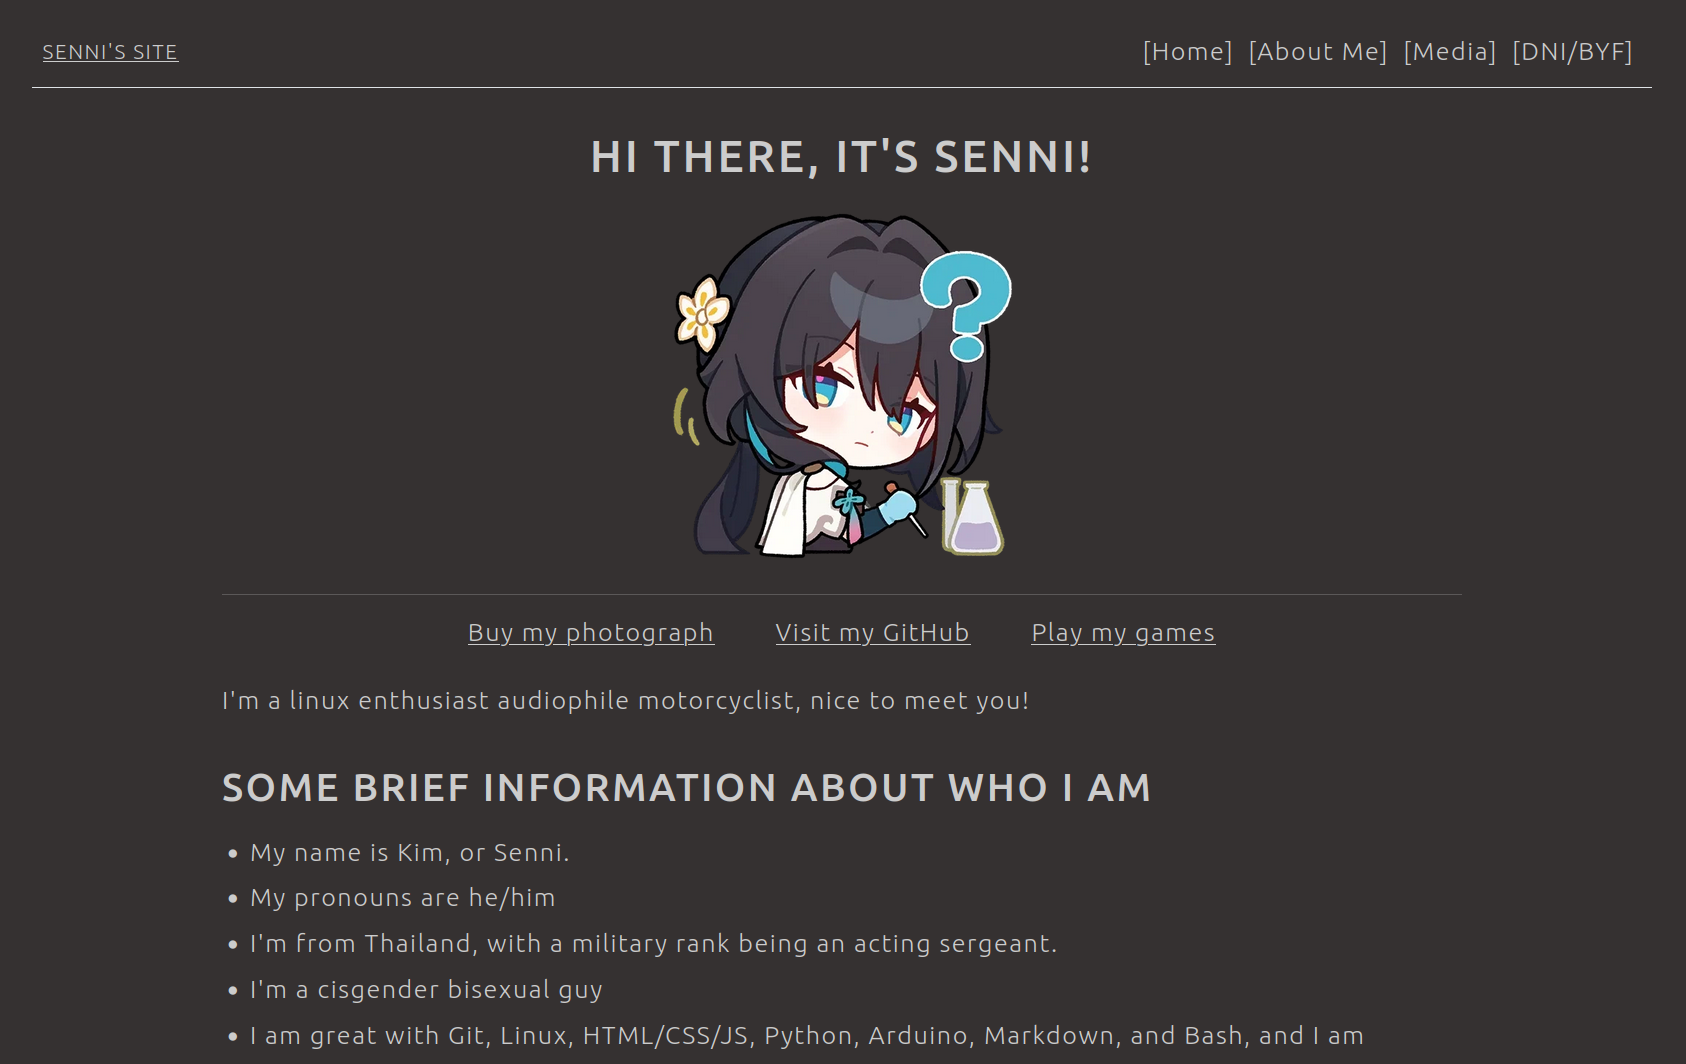 SENNI'S SITE
[Home] [About Me] [Media] [DNI/BYF]
HI THERE, IT'S SENNI!
?
Buy my photograph Visit my GitHub Play my games
I'm a linux enthusiast audiophile motorcyclist, nice to meet you!
SOME BRIEF INFORMATION ABOUT WHO I AM
• My name is Kim, or Senni.
• My pronouns are he/him
• I'm from Thailand, with a military rank being an acting sergeant.
• I'm a cisgender bisexual guy
• I am great with Git, Linux, HTML/CSS/JS, Python, Arduino, Markdown, and Bash, and I am